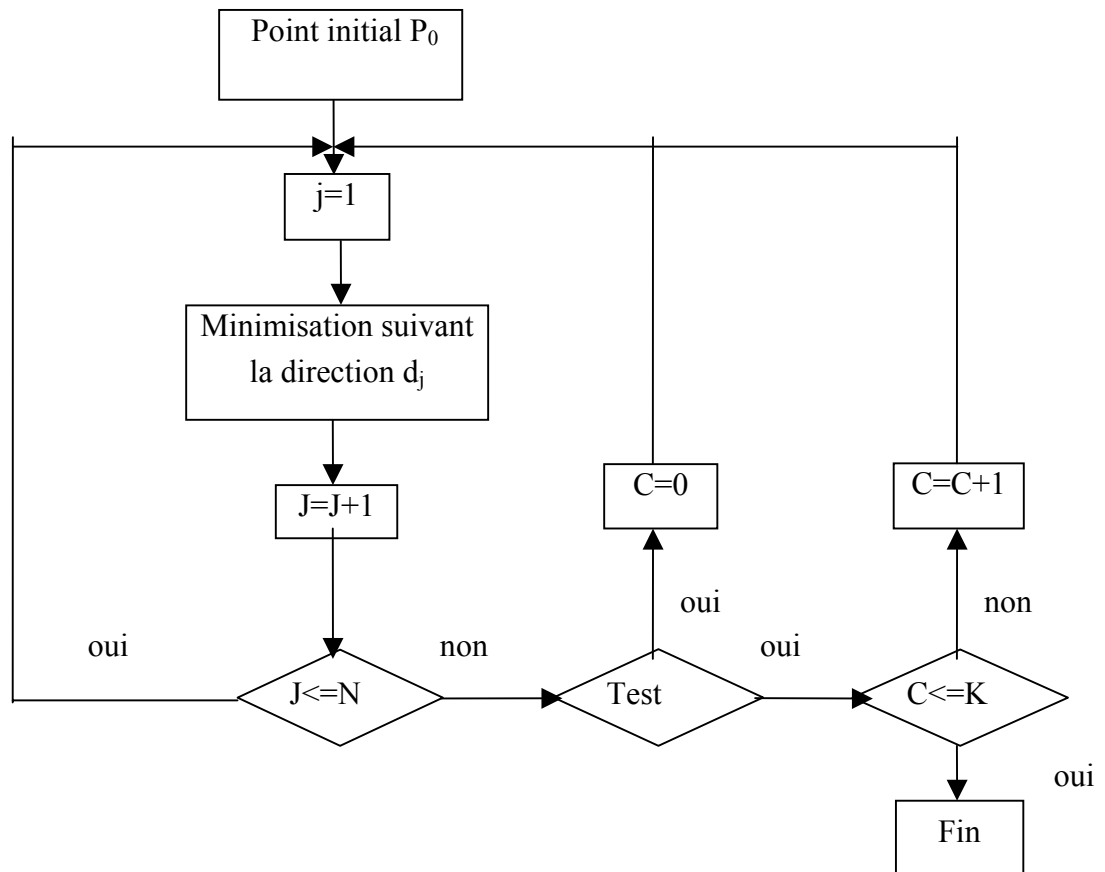 Point initial P₀
j=1
Minimisation suivant
la direction dⱼ
J=J+1
C=0
C=C+1
oui
non
oui
non
oui
J<=N
Test
C<=K
oui
Fin